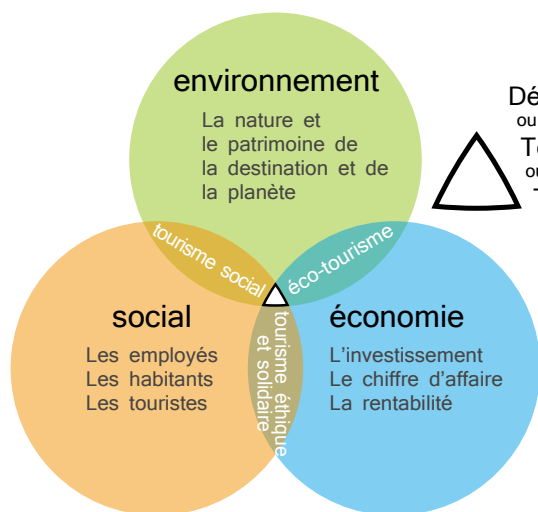 environnement
La nature et
le patrimoine de
la destination et de
la planète
Dé
ou
T
ou
tourisme social
éco-tourisme
social
Les employés
Les habitants
Les touristes
tourisme éthique
et solidaire
économie
L'investissement
Le chiffre d'affaire
La rentabilité